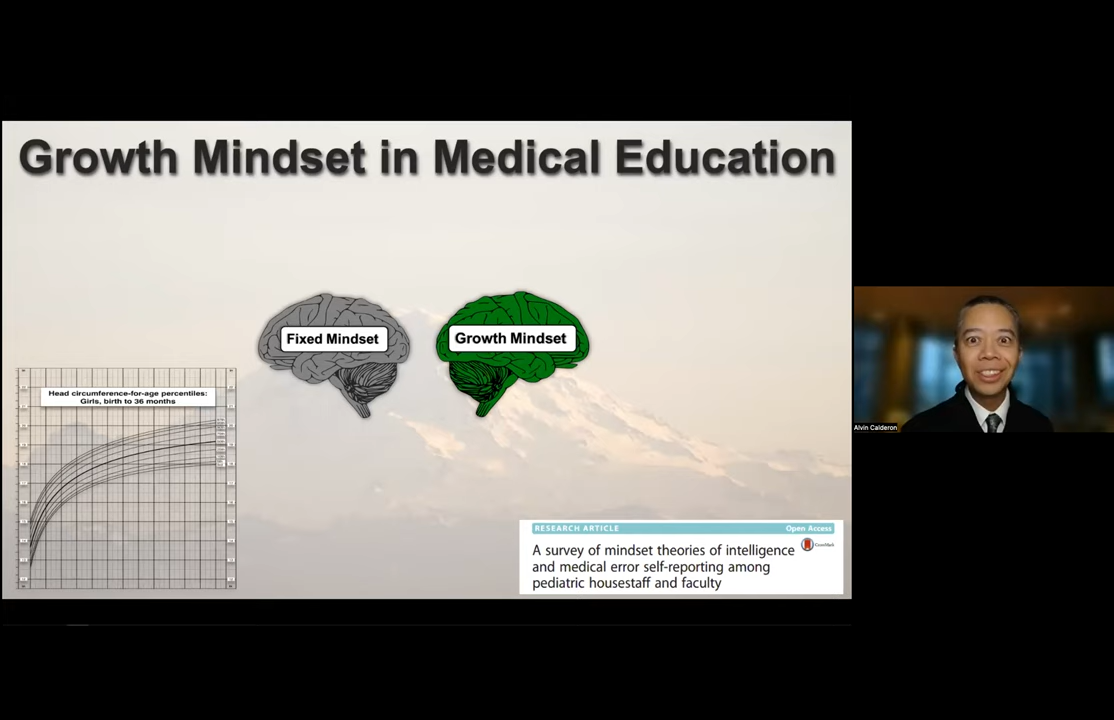 Growth Mindset in Medical Education
Fixed Mindset
Growth Mindset
Head circumference-for-age percentiles:
Girls, birth to 36 months
Alvin Calderon
RESEARCH ARTICLE
Open Access
A survey of mindset theories of intelligence
CrossMark
and medical error self-reporting among
pediatric housestaff and faculty